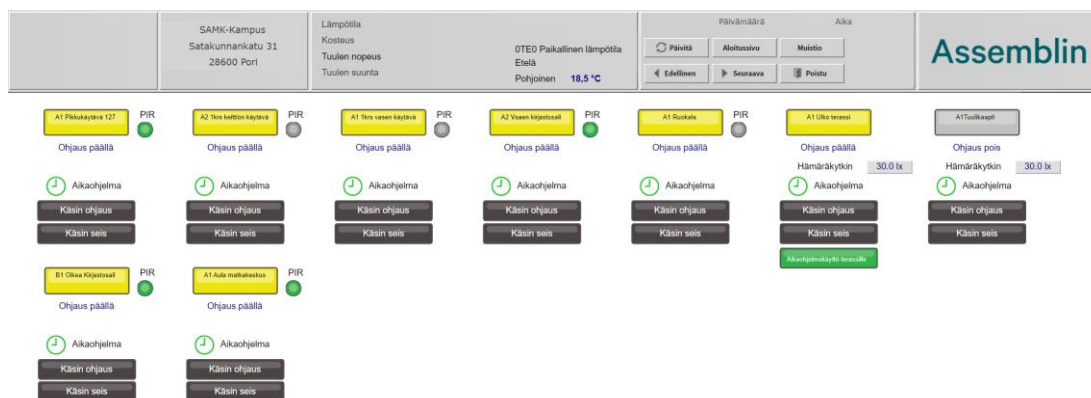 SAMK-Kampus
Satakunnankatu 31
28600 Pori
Lämpötila
Kosteus
Tuulen nopeus
Tuulen suunta
0TE0 Paikallinen lämpötila
Etelä
Pohjoinen 18,5 °C
Päivämäärä Aika
Päivitä Aloitussivu Muistio
Edellinen Seuraava Poistu
Assemblin
A1 Pikkukäytävä 127 PIR A2 1krs keittiön käytävä PIR A1 1krs vasen käytävä PIR A2 Vsaen kirjastosali PIR A1 Ruokala PIR A1 Ulko terassi A1Tuulikaapit
Ohjaus päällä Ohjaus päällä Ohjaus päällä Ohjaus päällä Ohjaus päällä Ohjaus päällä Ohjaus pois
Hämäräkytkin 30.0 lx Hämäräkytkin 30.0 lx
Aikaohjelma Aikaohjelma Aikaohjelma Aikaohjelma Aikaohjelma Aikaohjelma Aikaohjelma
Käsin ohjaus Käsin ohjaus Käsin ohjaus Käsin ohjaus Käsin ohjaus Käsin ohjaus Käsin ohjaus
Käsin seis Käsin seis Käsin seis Käsin seis Käsin seis Käsin seis Käsin seis
Aikaohjelmakäyttö terassille
B1 Oikea Kirjastosali PIR A1 Aula matkakeskus PIR
Ohjaus päällä Ohjaus päällä
Aikaohjelma Aikaohjelma
Käsin ohjaus Käsin ohjaus
Käsin seis Käsin seis